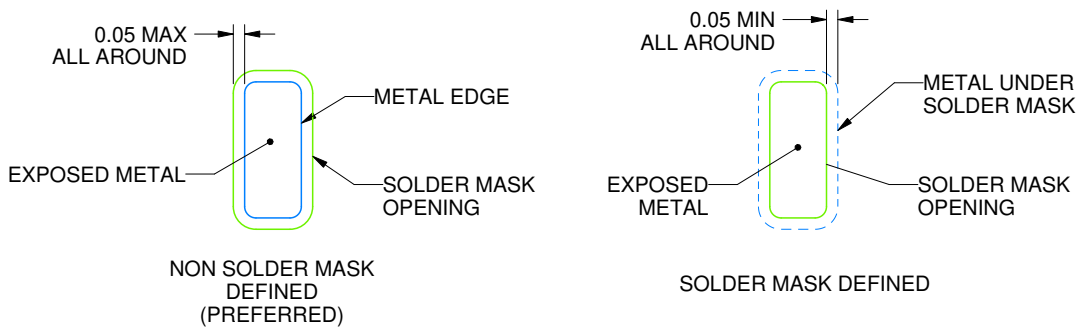 0.05 MAX
ALL AROUND
METAL EDGE
EXPOSED METAL
SOLDER MASK
OPENING
NON SOLDER MASK
DEFINED
(PREFERRED)
0.05 MIN
ALL AROUND
METAL UNDER
SOLDER MASK
EXPOSED
METAL
SOLDER MASK
OPENING
SOLDER MASK DEFINED